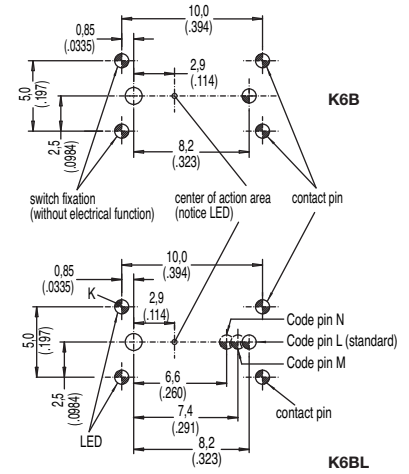 10,0
(.394)
0,85
(.0335)
2,9
(.114)
5,0
(.197)
2,5
(.0984)
8,2
(.323)
K6B
switch fixation
(without electrical function)
center of action area
(notice LED)
contact pin
10,0
(.394)
0,85
(.0335)
K
2,9
(.114)
5,0
(.197)
2,5
(.0984)
Code pin N
Code pin L (standard)
Code pin M
6,6
(.260)
7,4
(.291)
contact pin
LED
8,2
(.323)
K6BL